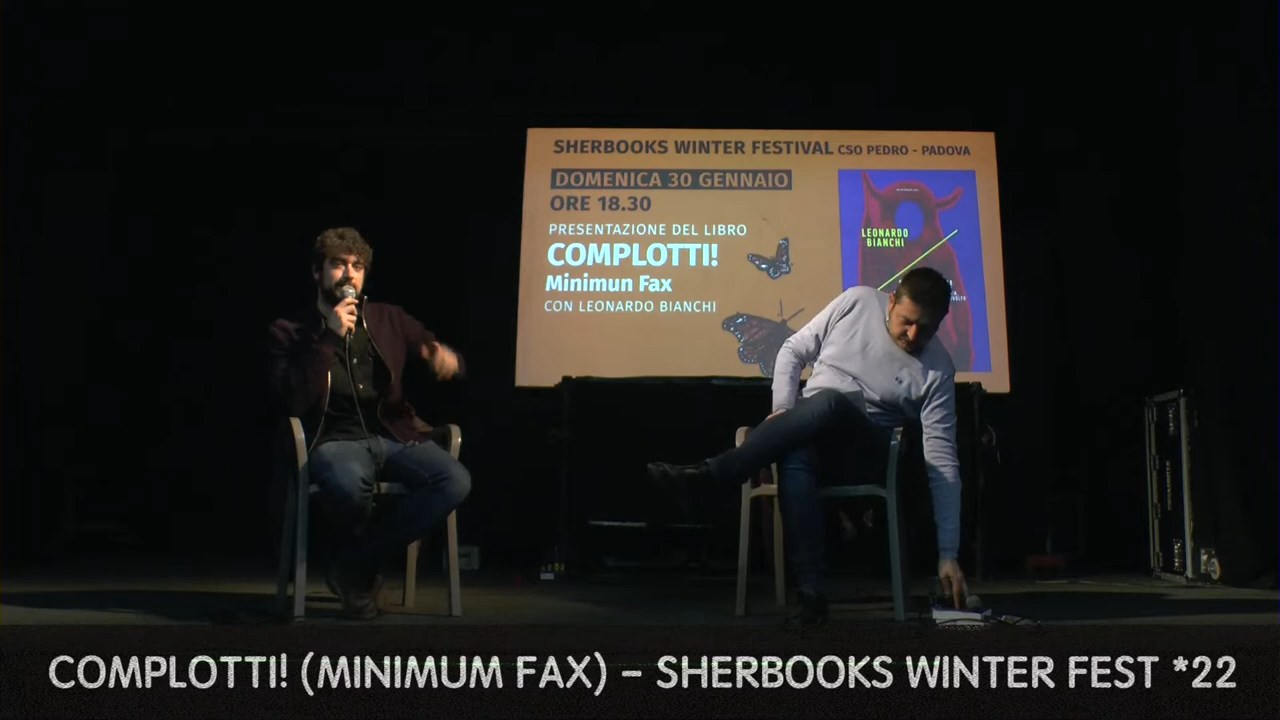 SHERBOOKS WINTER FESTIVAL CSO PEDRO - PADOVA
DOMENICA 30 GENNAIO
ORE 18.30
PRESENTAZIONE DEL LIBRO
COMPLOTTI!
Minimun Fax
CON LEONARDO BIANCHI
LEONARDO
BIANCHI
COMPLOTTI! (MINIMUM FAX) – SHERBOOKS WINTER FEST *22